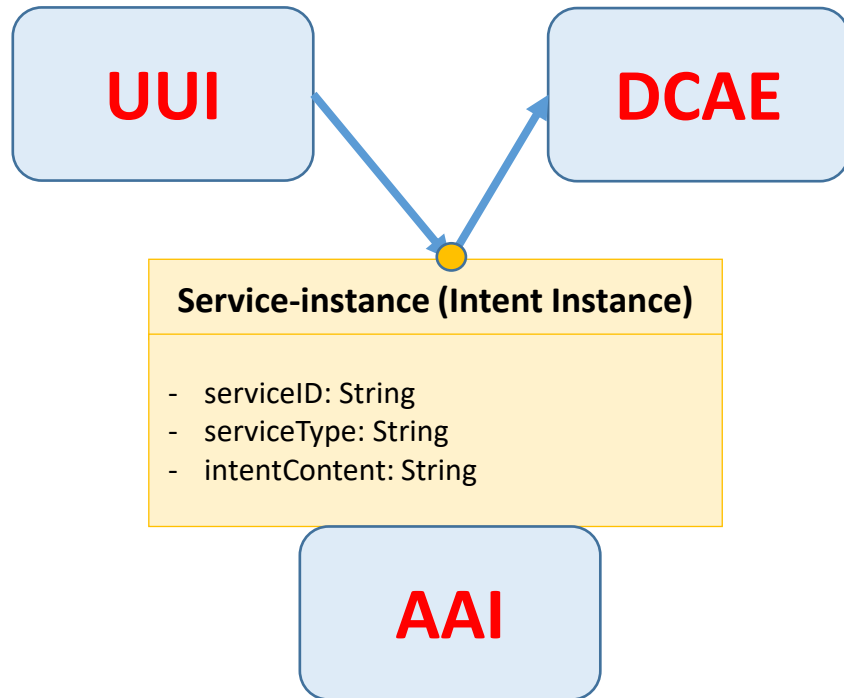 UUI
DCAE
Service-instance (Intent Instance)
- serviceID: String
- serviceType: String
- intentContent: String
AAI